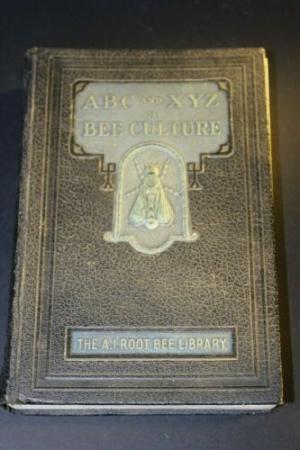 ABC AND XYZ
OF
BEE CULTURE
THE A.I. ROOT BEE LIBRARY